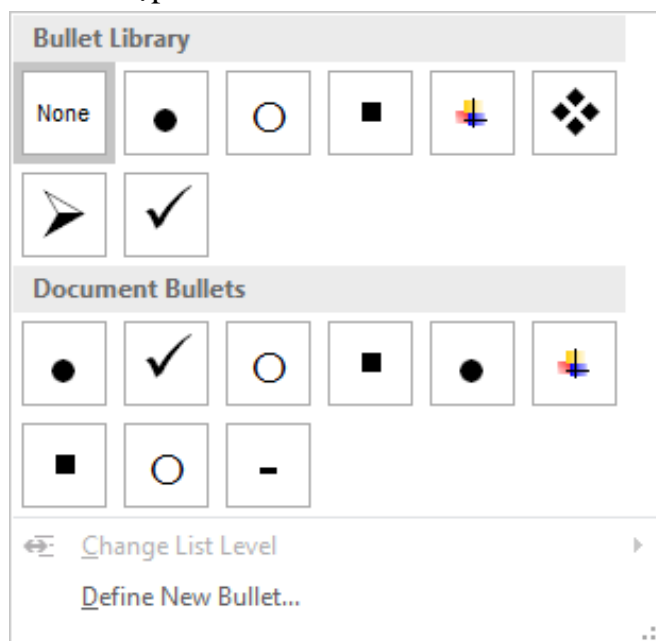 Bullet Library
None
Document Bullets
Change List Level
Define New Bullet...